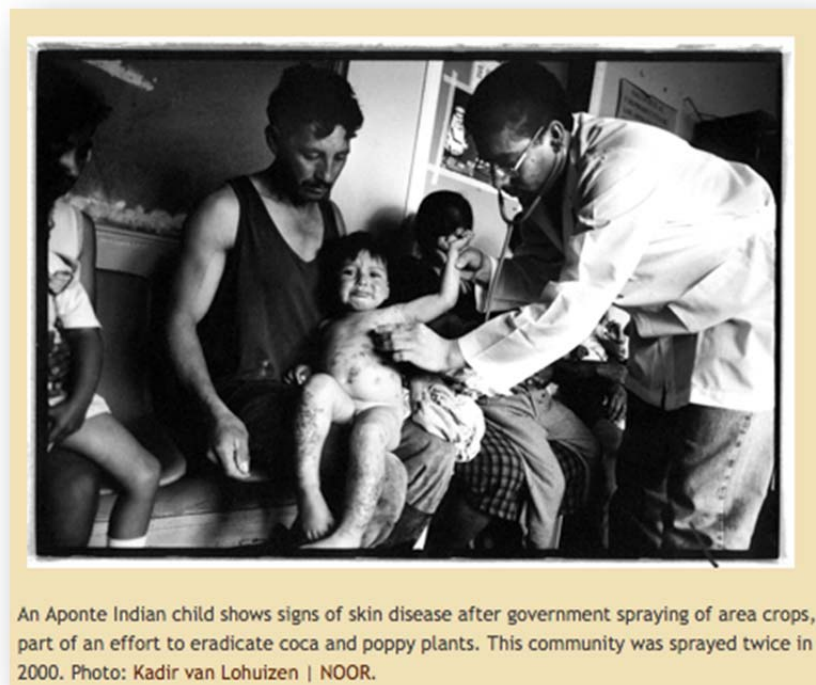 An Aponte Indian child shows signs of skin disease after government spraying of area crops,
part of an effort to eradicate coca and poppy plants. This community was sprayed twice in
2000. Photo: Kadir van Lohuizen | NOOR.